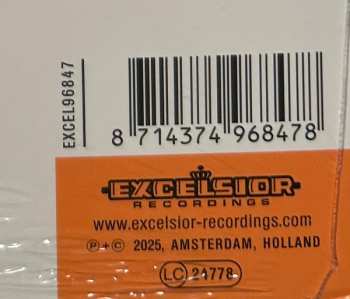 EXCEL96847
8 714374 968478
EXCELSIOR
RECORDINGS
www.excelsior-recordings.com
℗+© 2025, AMSTERDAM, HOLLAND
LC 24778